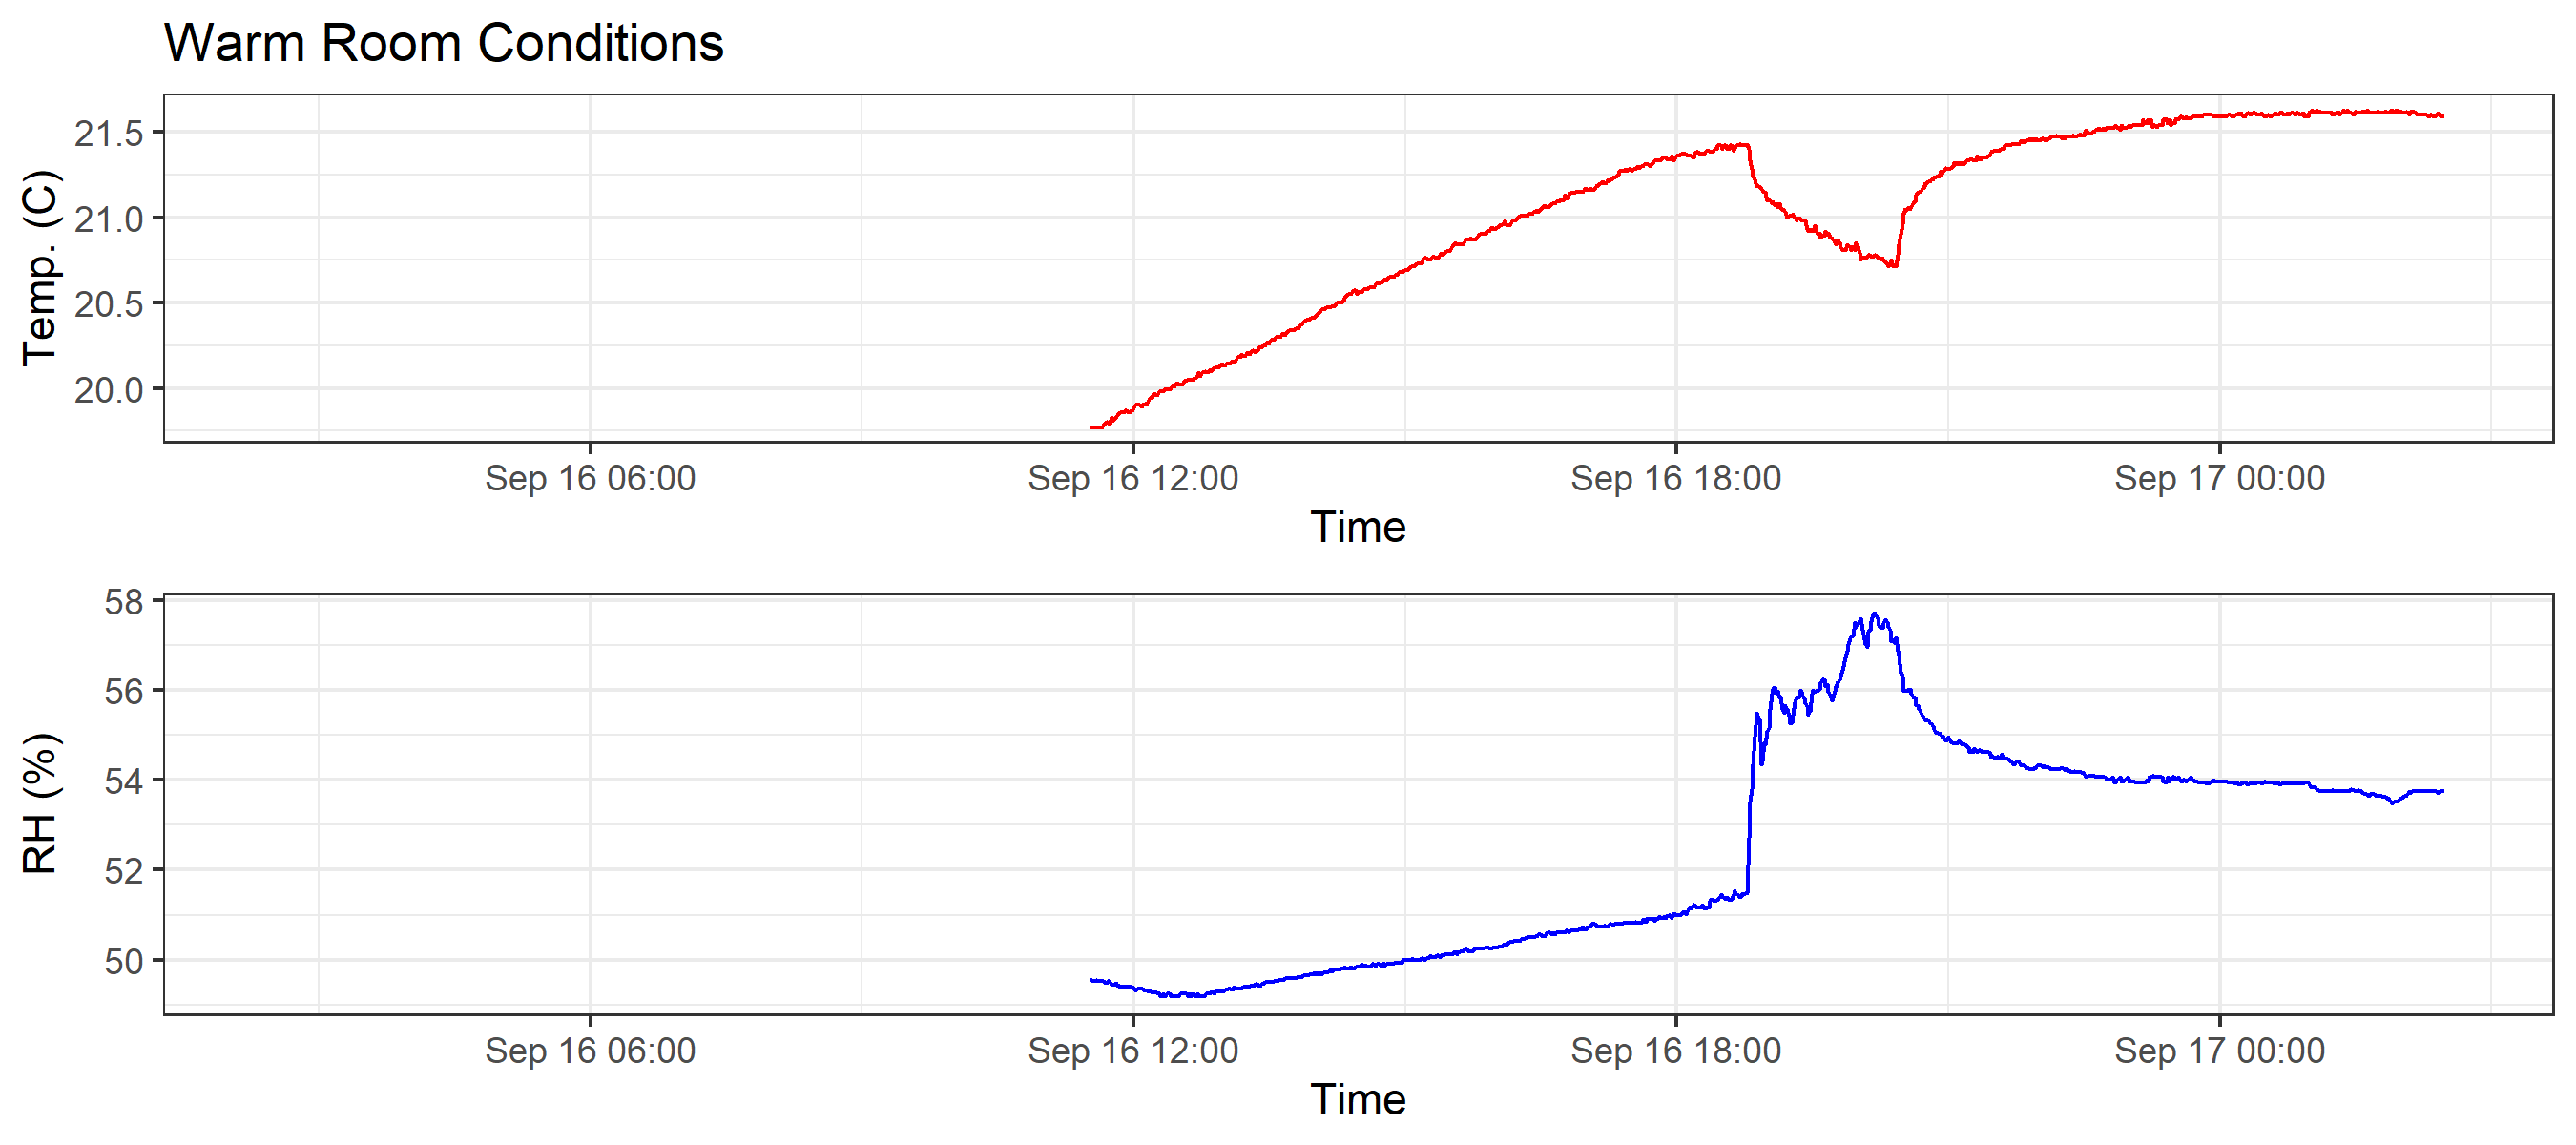 Warm Room Conditions
Temp. (C)
21.5
21.0
20.5
20.0
Sep 16 06:00 Sep 16 12:00 Sep 16 18:00 Sep 17 00:00
Time
RH (%)
58
56
54
52
50
Sep 16 06:00 Sep 16 12:00 Sep 16 18:00 Sep 17 00:00
Time